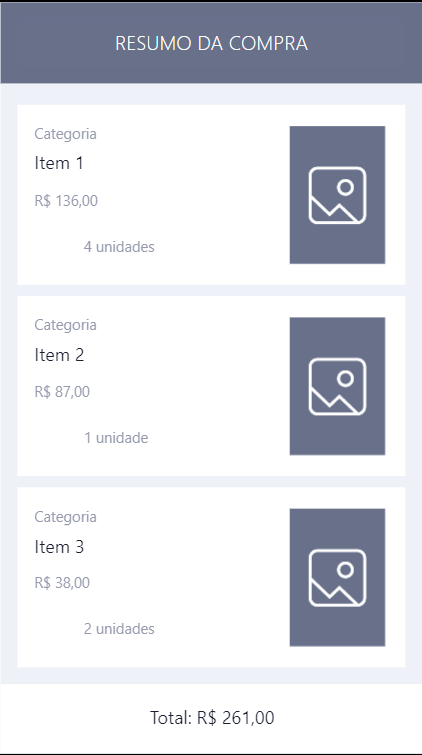 RESUMO DA COMPRA
Categoria
Item 1
R$ 136,00
4 unidades
Categoria
Item 2
R$ 87,00
1 unidade
Categoria
Item 3
R$ 38,00
2 unidades
Total: R$ 261,00